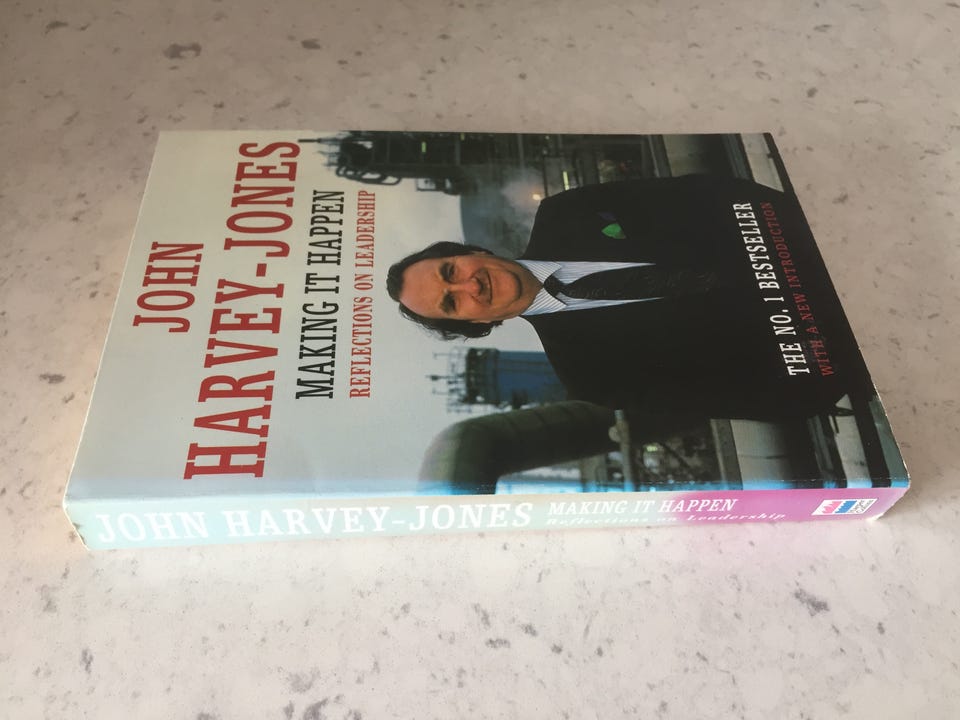 JOHN
HARVEY-JONES
MAKING IT HAPPEN
REFLECTIONS ON LEADERSHIP
THE NO. 1 BESTSELLER
WITH A NEW INTRODUCTION
JOHN HARVEY-JONES
MAKING IT HAPPEN
Reflections on Leadership